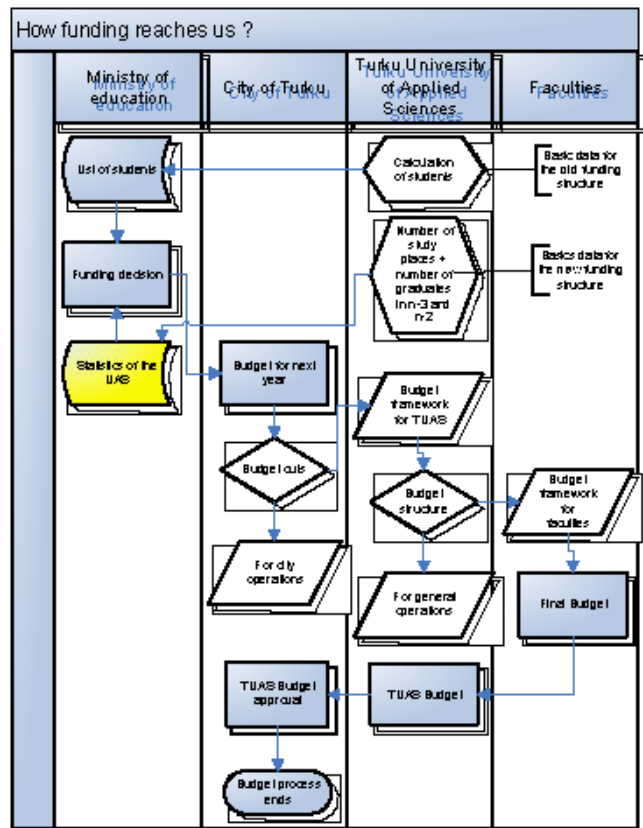 How funding reaches us ?
Ministry of
education
City of Turku
Turku University
of Applied
Sciences
Faculties
List of students
Calculation
of students
Basic data for
the old funding
structure
Funding decision
Number of
study
places +
number of
graduates
in n-3 and
n-2
Basics data for
the new funding
structure
Statistics of the
UAS
Budget for next
year
Budget
framework
for TUAS
Budget cuts
Budget
structure
Budget
framework
for
faculties
For city
operations
For general
operations
Final Budget
TUAS Budget
approval
TUAS Budget
Budget process
ends